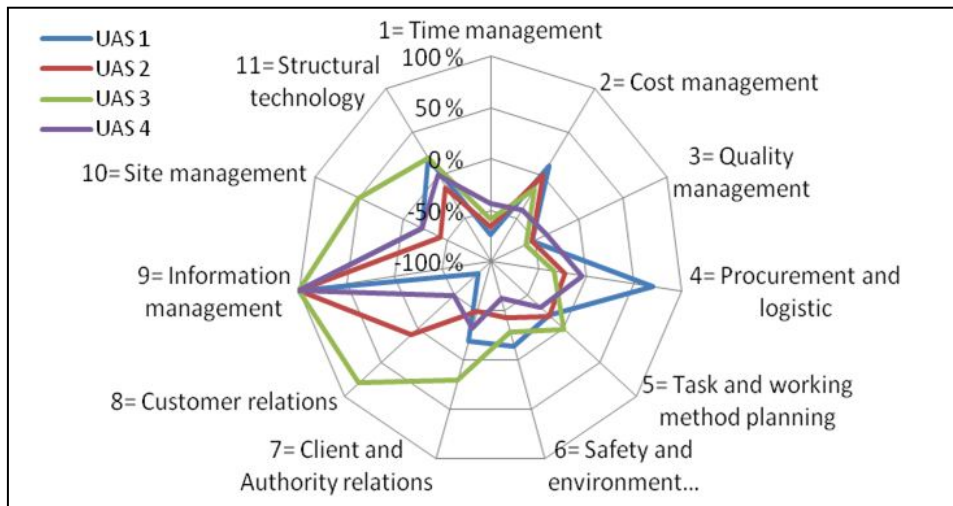 UAS 1
UAS 2
UAS 3
UAS 4
1= Time management
100 %
50 %
0 %
-50 %
-100 %
2= Cost management
3= Quality
management
4= Procurement and
logistic
5= Task and working
method planning
6= Safety and
environment...
7= Client and
Authority relations
8= Customer relations
9= Information
management
10= Site management
11= Structural
technology